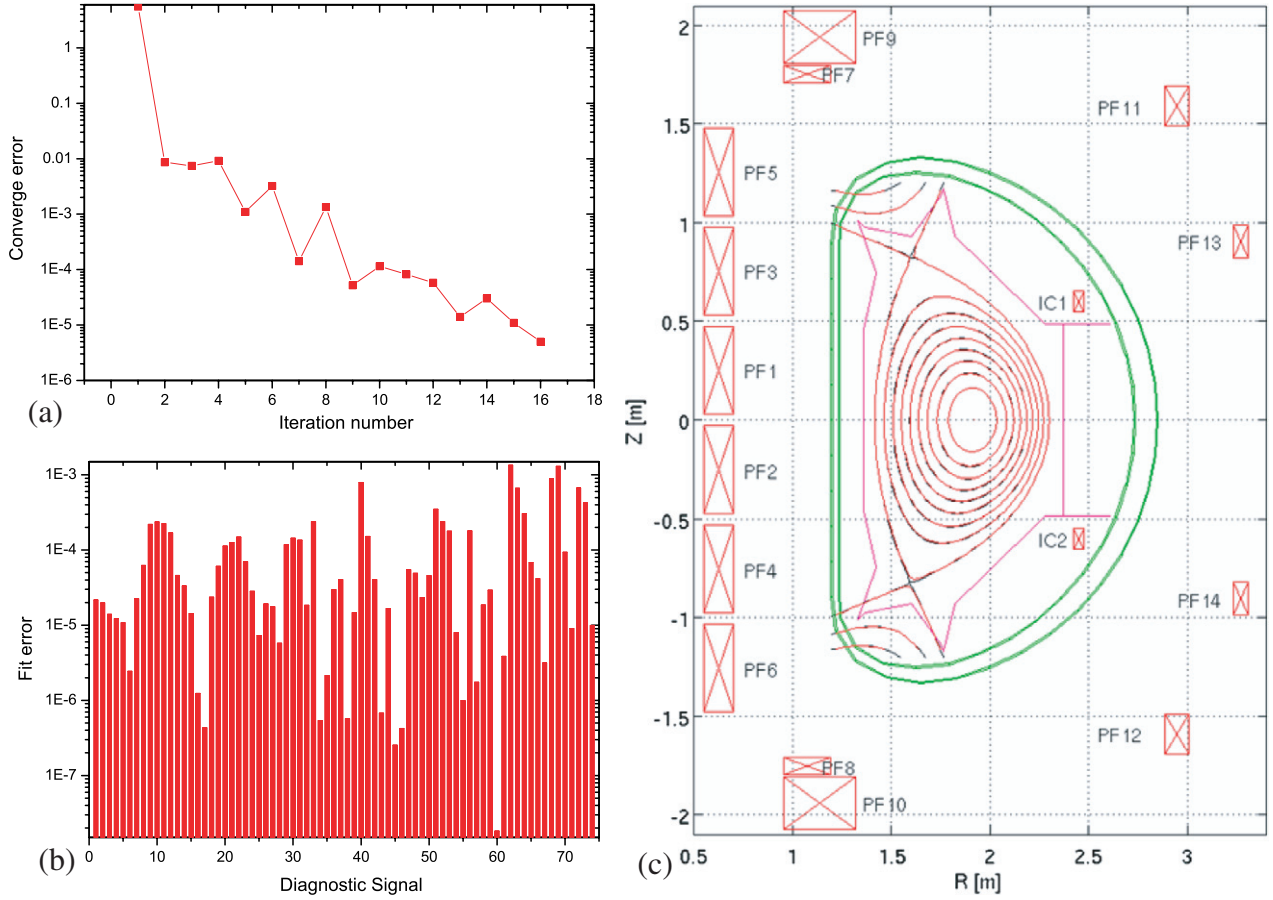 1
0.1
0.01
1E-3
1E-4
1E-5
1E-6
Converge error
0 2 4 6 8 10 12 14 16 18
Iteration number
(a)
1E-3
1E-4
1E-5
1E-6
1E-7
Fit error
0 10 20 30 40 50 60 70
Diagnostic Signal
(b)
2
1.5
1
0.5
0
-0.5
-1
-1.5
-2
Z [m]
PF9
PF7
PF11
PF5
PF13
PF3
IC1
PF1
PF2
IC2
PF4
PF14
PF6
PF12
PF8
PF10
0.5 1 1.5 2 2.5 3
R [m]
(c)